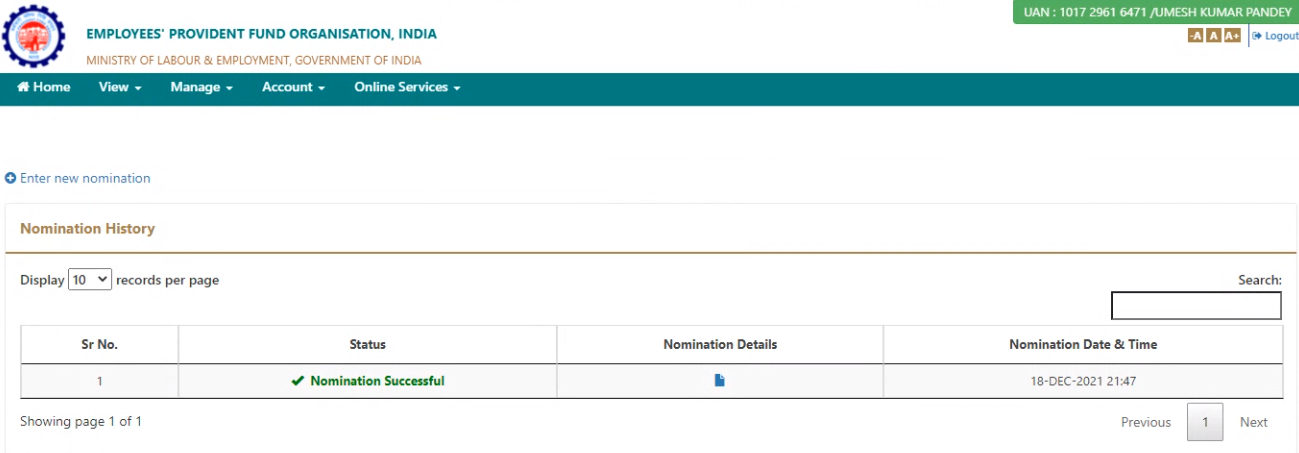 UAN : 1017 2961 6471 /UMESH KUMAR PANDEY
EMPLOYEES' PROVIDENT FUND ORGANISATION, INDIA
-A A A+ Logout
MINISTRY OF LABOUR & EMPLOYMENT, GOVERNMENT OF INDIA
Home View Manage Account Online Services
Enter new nomination
Nomination History
Display 10 records per page Search:
Sr No. Status Nomination Details Nomination Date & Time
1 Nomination Successful 18-DEC-2021 21:47
Showing page 1 of 1 Previous 1 Next